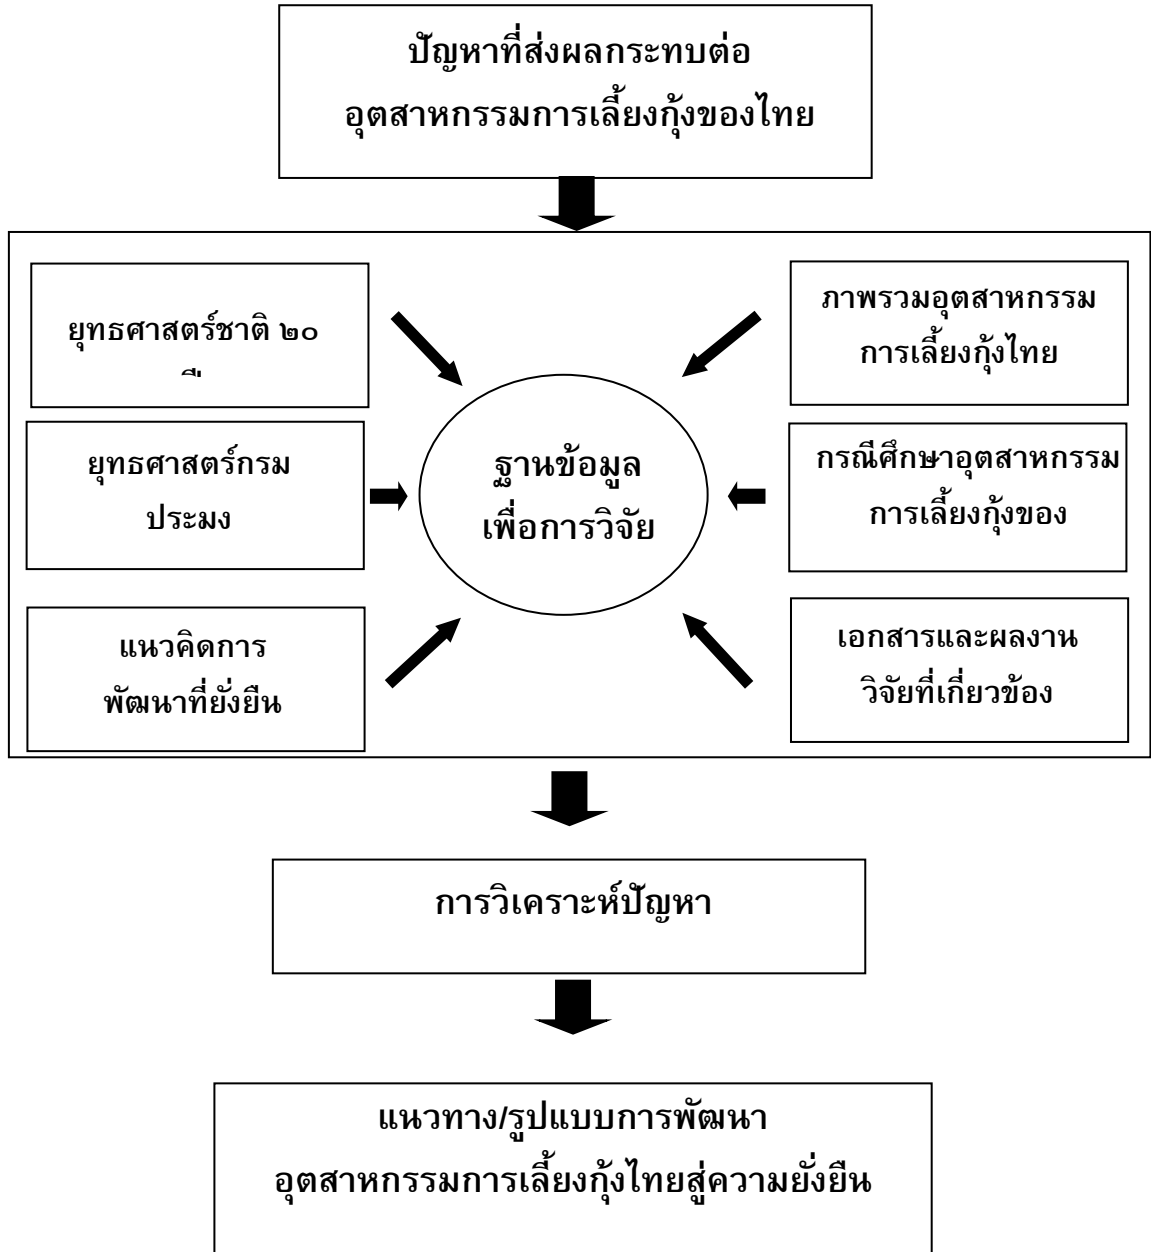 ปัญหาที่ส่งผลกระทบต่อ
อุตสาหกรรมการเลี้ยงกุ้งของไทย
ยุทธศาสตร์ชาติ ๒๐
ภาพรวมอุตสาหกรรม
การเลี้ยงกุ้งไทย
ยุทธศาสตร์กรม
ประมง
ฐานข้อมูล
เพื่อการวิจัย
กรณีศึกษาอุตสาหกรรม
การเลี้ยงกุ้งของ
แนวคิดการ
พัฒนาที่ยั่งยืน
เอกสารและผลงาน
วิจัยที่เกี่ยวข้อง
การวิเคราะห์ปัญหา
แนวทาง/รูปแบบการพัฒนา
อุตสาหกรรมการเลี้ยงกุ้งไทยสู่ความยั่งยืน